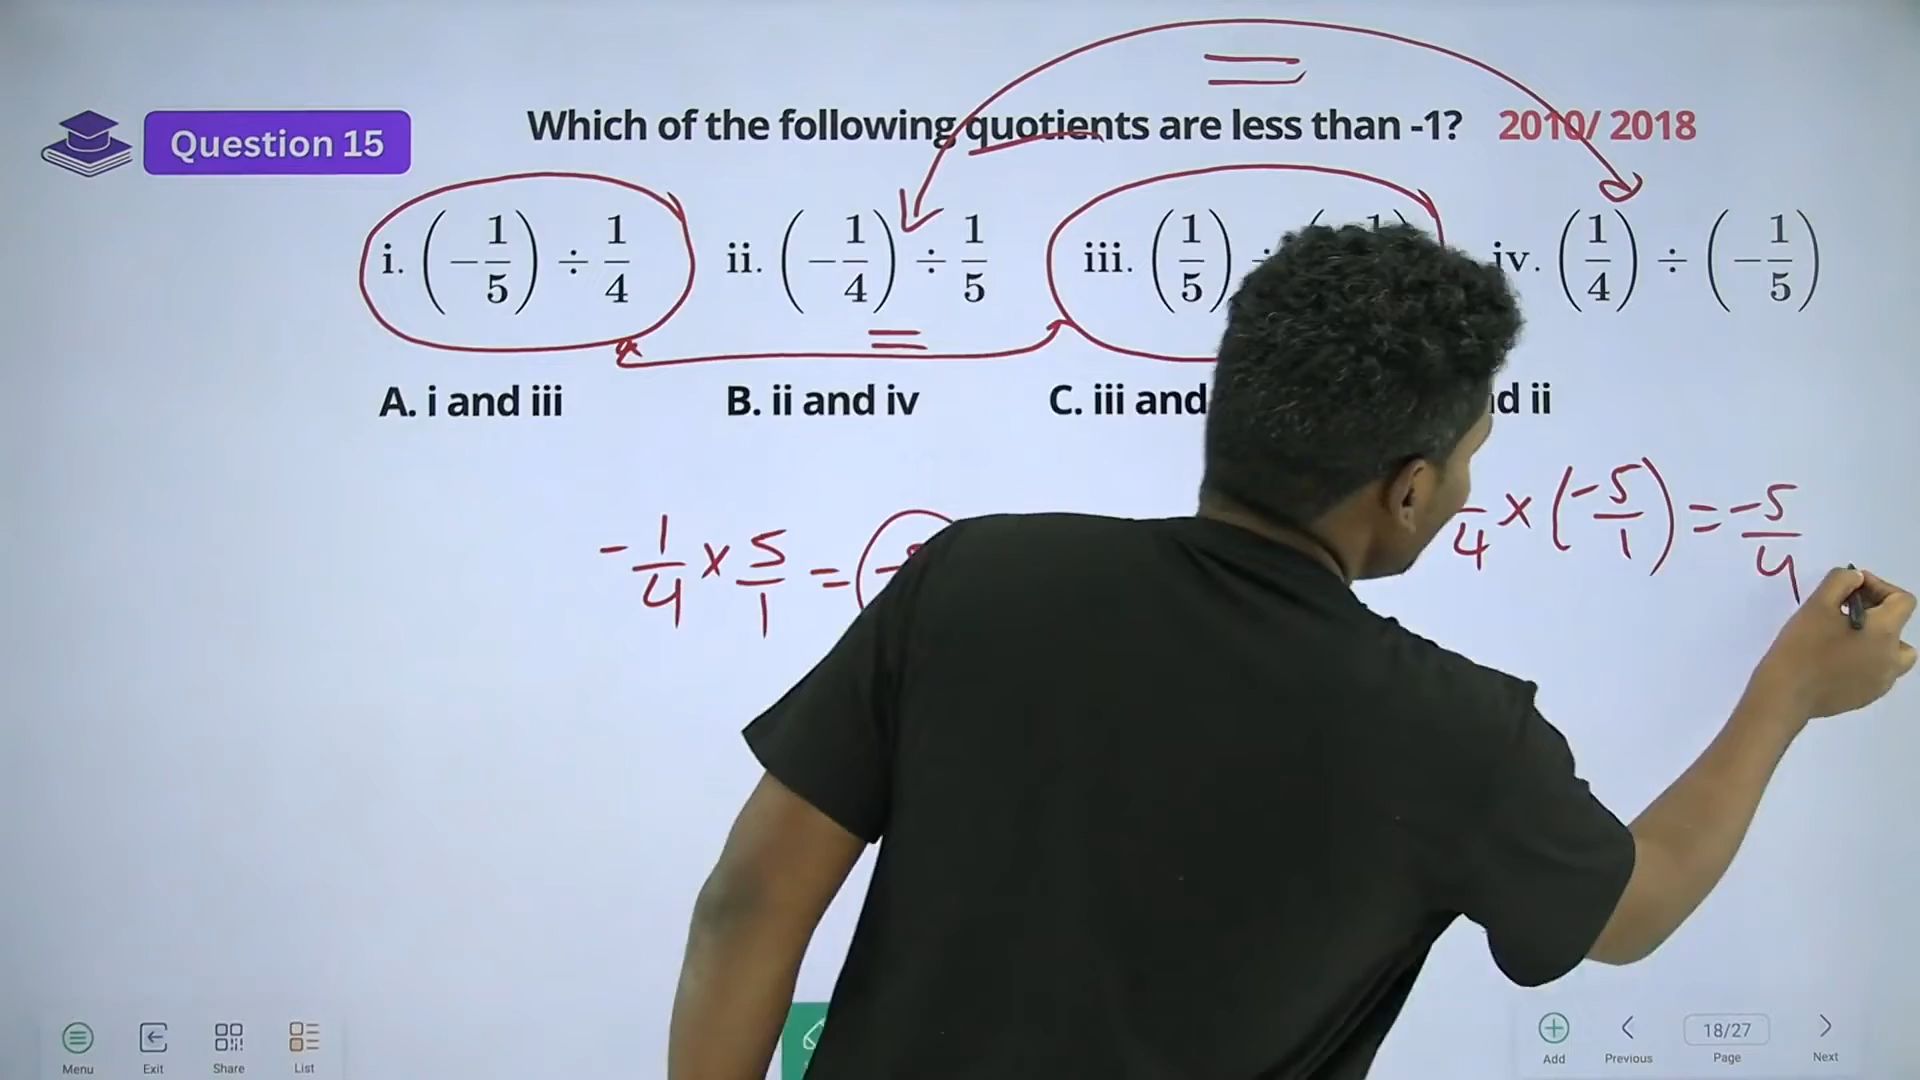 Question 15
Which of the following quotients are less than -1? 2010/ 2018
i. (-1/5) ÷ 1/4 ii. (-1/4) ÷ 1/5 iii. (1/5) iv. (1/4) ÷ (-1/5)
A. i and iii B. ii and iv C. iii and ii
-1/4 × 5/1 =
4 × (-5/1) = -5/4
Menu Exit Share List Add Previous 18/27 Page Next